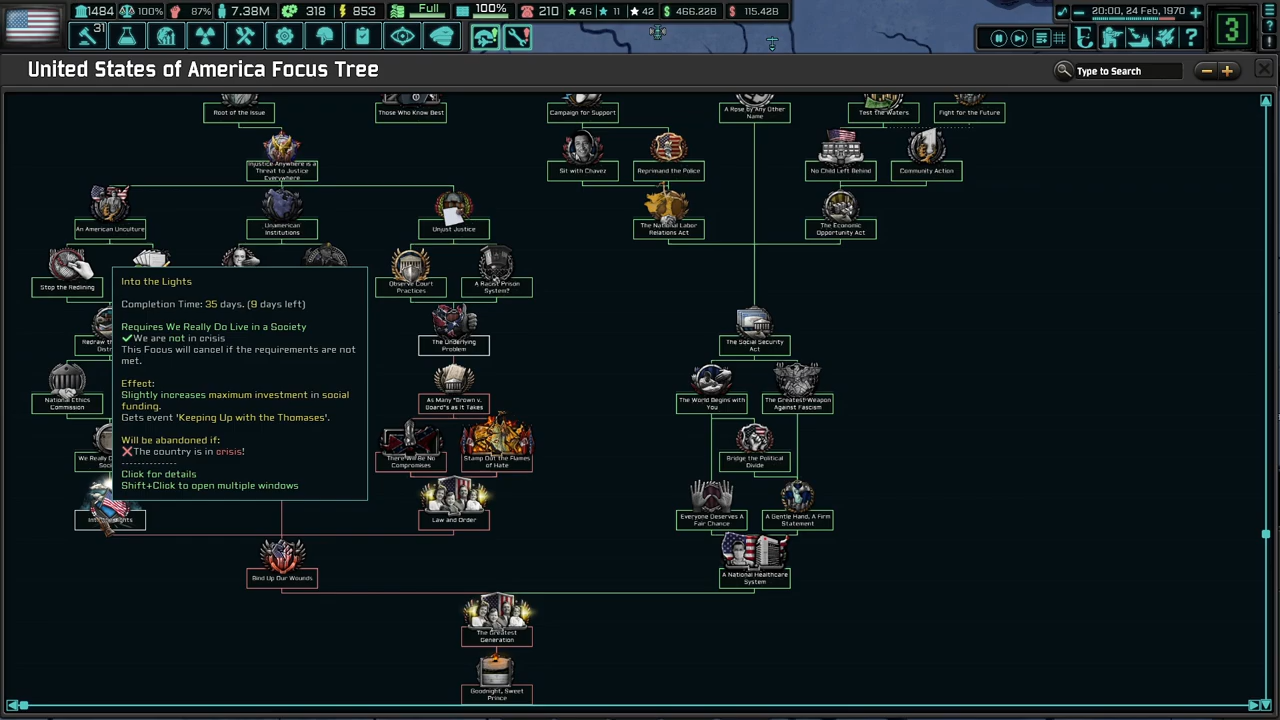 1484 100% 87% 7.38M 318 853 Full 100% 210 46 11 42 $ 466.228 $ 115.428 20:00, 24 Feb, 1970
31
3
United States of America Focus Tree
Type to Search
Root of the Issue
Those Who Know Best
Campaign for Support
A Rose by Any Other Name
Test the Waters
Fight for the Future
Injustice Anywhere is a Threat to Justice Everywhere
Sit with Chavez
Reprimand the Police
No Child Left Behind
Community Action
An American Unculture
Unamerican Institutions
Unjust Justice
The National Labor Relations Act
The Economic Opportunity Act
Stop the Redlining
Observe Court Practices
A Racist Prison System?
Into the Lights
Completion Time: 35 days. (9 days left)
Requires We Really Do Live in a Society
We are not in crisis
This Focus will cancel if the requirements are not
met.
Effect:
Slightly increases maximum investment in social
funding.
Gets event 'Keeping Up with the Thomases'.
Will be abandoned if:
The country is in crisis!
--------------
Click for details
Shift+Click to open multiple windows
The Underlying Problem
The Social Security Act
National Ethics Commission
As Many "Brown v. Board"s as it Takes
The World Begins with You
The Greatest Weapon Against Fascism
There Will Be No Compromises
Stamp Out the Flames of Hate
Bridge the Political Divide
Law and Order
Everyone Deserves A Fair Chance
A Gentle Hand, A Firm Statement
Bind Up Our Wounds
A National Healthcare System
The Greatest Generation
Goodnight, Sweet Prince